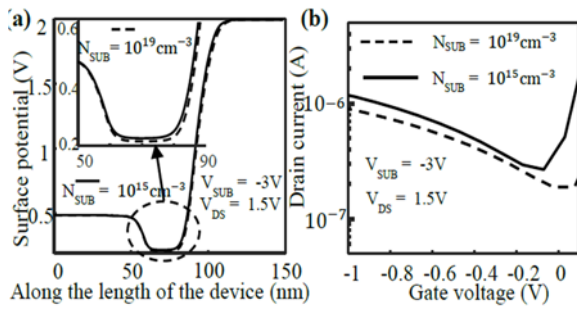 (a)
Surface potential (V)
2
1.5
1
0.5
0.6
0.4
0.2
50
90
N_SUB = 10^19cm^-3
N_SUB = 10^15cm^-3
V_SUB = -3V
V_DS = 1.5V
0 50 100 150
Along the length of the device (nm)
(b)
Drain current (A)
10^-6
10^-7
N_SUB = 10^19cm^-3
N_SUB = 10^15cm^-3
V_SUB = -3V
V_DS 1.5V
-1 -0.8 -0.6 -0.4 -0.2 0
Gate voltage (V)